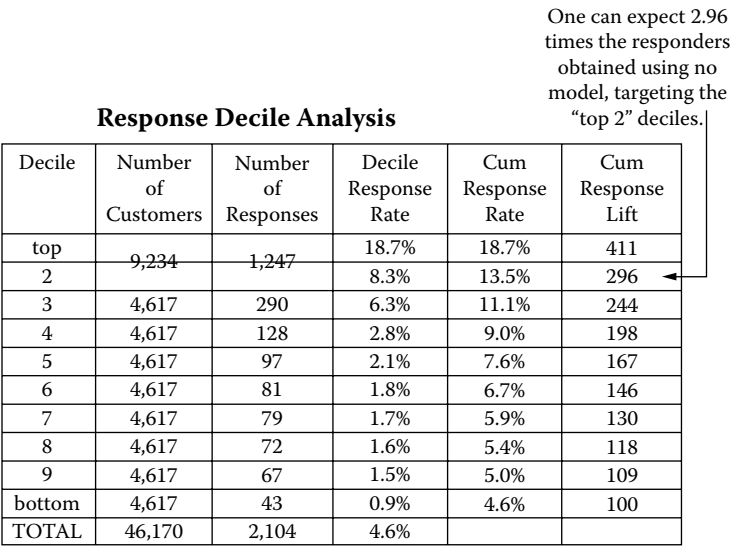 One can expect 2.96
times the responders
obtained using no
model, targeting the
“top 2” deciles.
Response Decile Analysis
Decile Number of Customers Number of Responses Decile Response Rate Cum Response Rate Cum Response Lift
top 9,234 1,247 18.7% 18.7% 411
2 8.3% 13.5% 296
3 4,617 290 6.3% 11.1% 244
4 4,617 128 2.8% 9.0% 198
5 4,617 97 2.1% 7.6% 167
6 4,617 81 1.8% 6.7% 146
7 4,617 79 1.7% 5.9% 130
8 4,617 72 1.6% 5.4% 118
9 4,617 67 1.5% 5.0% 109
bottom 4,617 43 0.9% 4.6% 100
TOTAL 46,170 2,104 4.6%